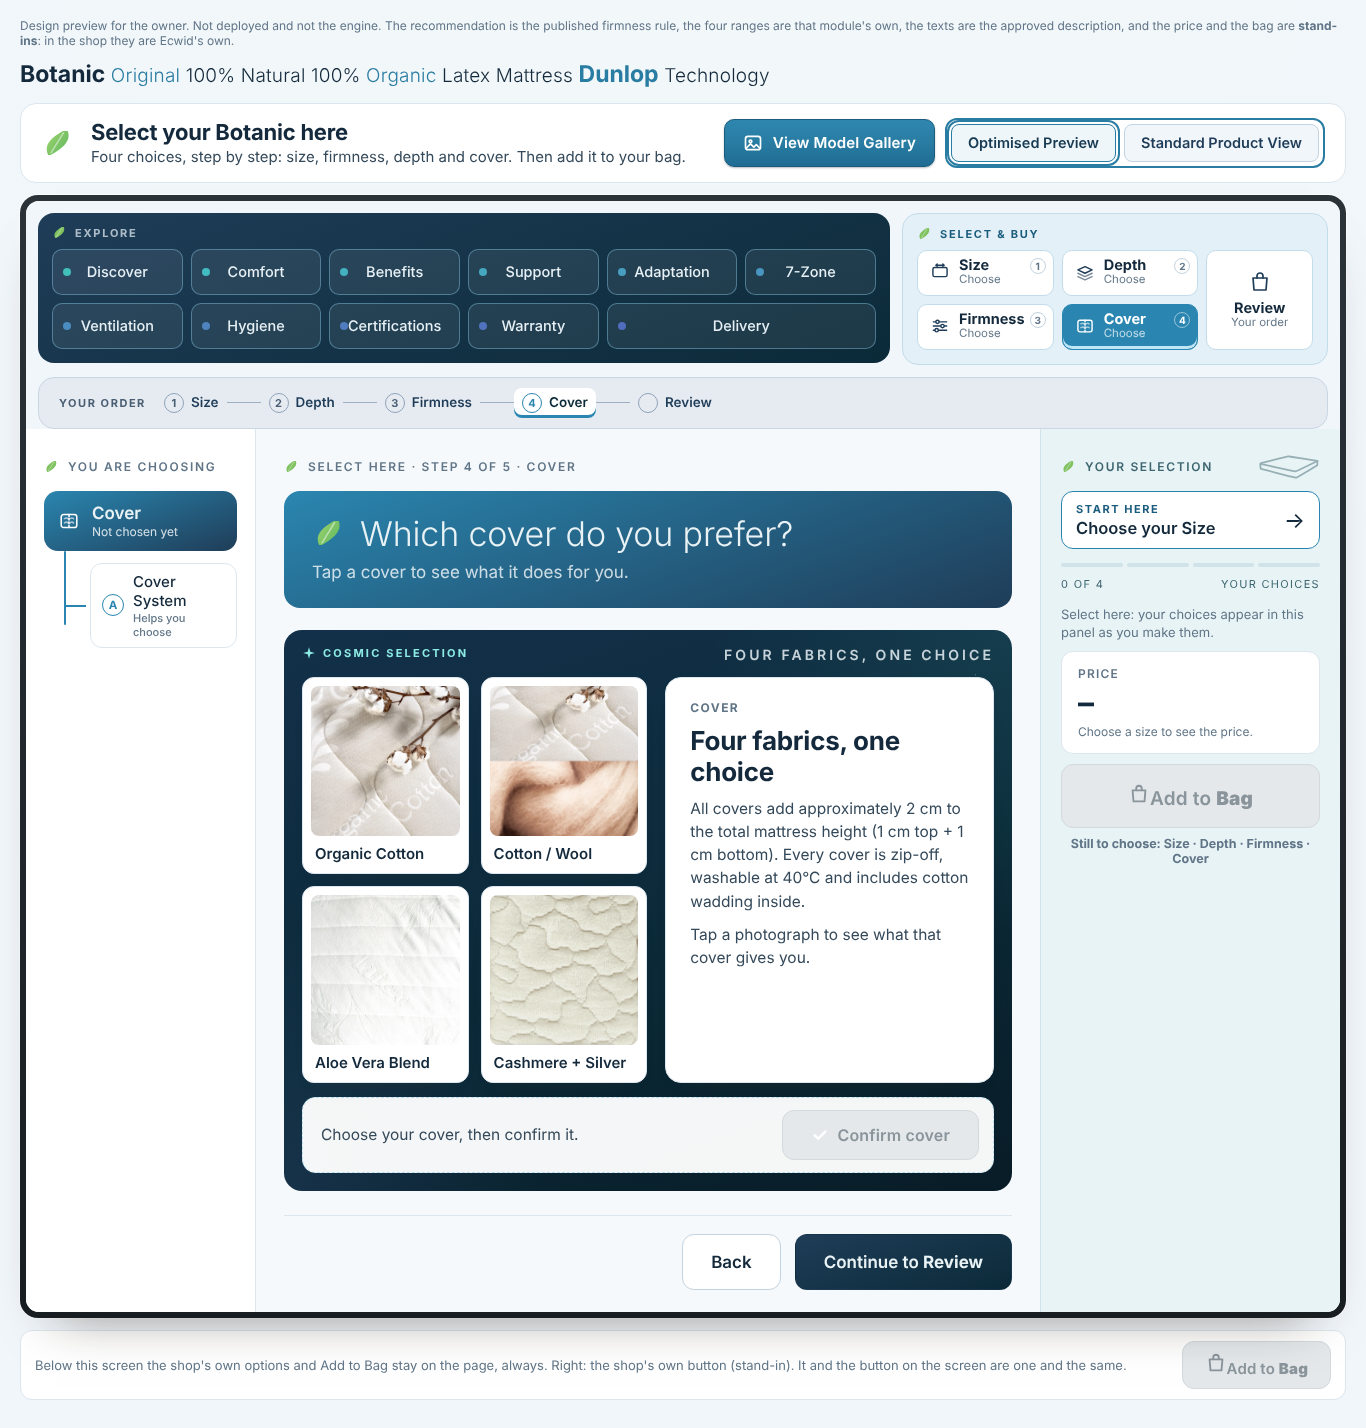 Design preview for the owner. Not deployed and not the engine. The recommendation is the published firmness rule, the four ranges are that module's own, the texts are the approved description, and the price and the bag are stand-
ins: in the shop they are Ecwid's own.
Botanic Original 100% Natural 100% Organic Latex Mattress Dunlop Technology
Select your Botanic here
Four choices, step by step: size, firmness, depth and cover. Then add it to your bag.
View Model Gallery
Optimised Preview
Standard Product View
EXPLORE
Discover
Comfort
Benefits
Support
Adaptation
7-Zone
Ventilation
Hygiene
Certifications
Warranty
Delivery
SELECT & BUY
Size
Choose
1
Depth
Choose
2
Firmness
Choose
3
Cover
Choose
4
Review
Your order
YOUR ORDER
1 Size
2 Depth
3 Firmness
4 Cover
Review
YOU ARE CHOOSING
Cover
Not chosen yet
A
Cover
System
Helps you
choose
SELECT HERE · STEP 4 OF 5 · COVER
Which cover do you prefer?
Tap a cover to see what it does for you.
COSMIC SELECTION
FOUR FABRICS, ONE CHOICE
Organic Cotton
Cotton / Wool
Aloe Vera Blend
Cashmere + Silver
COVER
Four fabrics, one
choice
All covers add approximately 2 cm to
the total mattress height (1 cm top + 1
cm bottom). Every cover is zip-off,
washable at 40°C and includes cotton
wadding inside.
Tap a photograph to see what that
cover gives you.
Choose your cover, then confirm it.
Confirm cover
Back
Continue to Review
YOUR SELECTION
START HERE
Choose your Size
0 OF 4
YOUR CHOICES
Select here: your choices appear in this
panel as you make them.
PRICE
–
Choose a size to see the price.
Add to Bag
Still to choose: Size · Depth · Firmness ·
Cover
Below this screen the shop's own options and Add to Bag stay on the page, always. Right: the shop's own button (stand-in). It and the button on the screen are one and the same.
Add to Bag